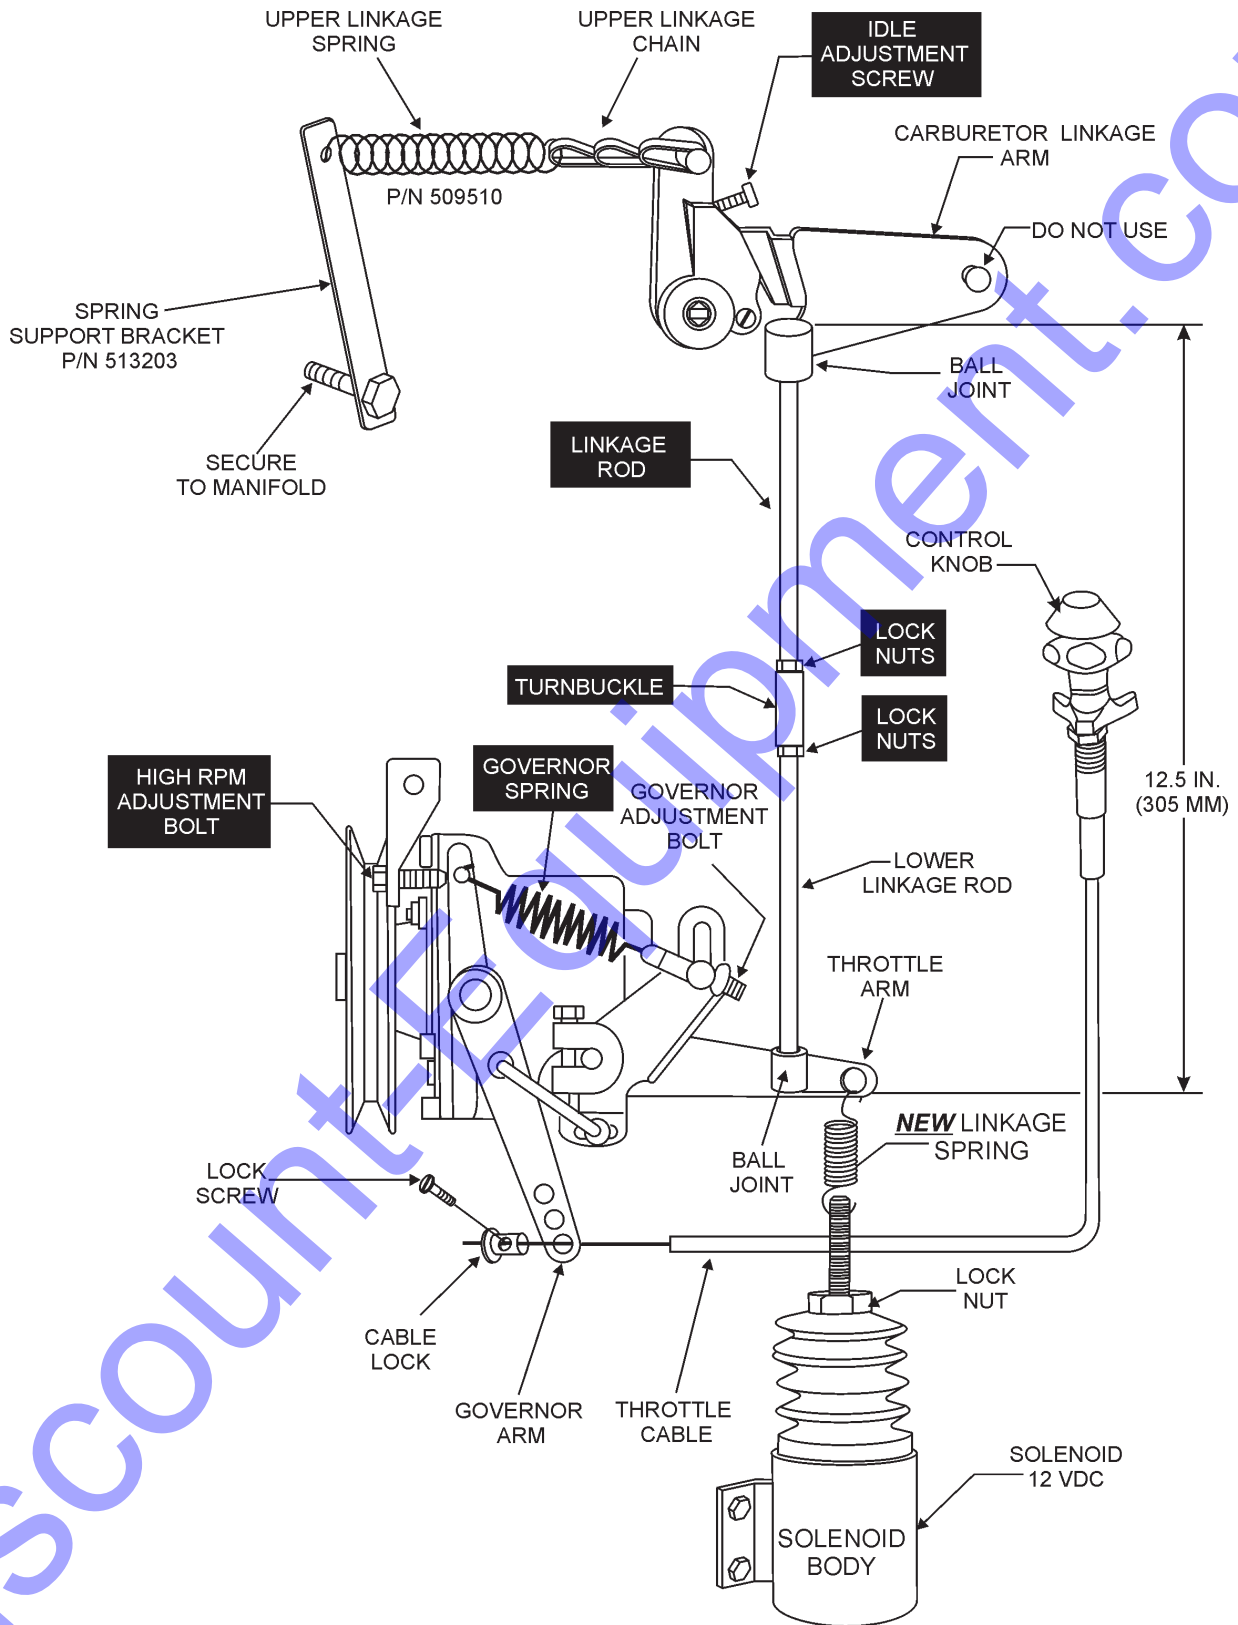 UPPER LINKAGE
SPRING
UPPER LINKAGE
CHAIN
IDLE
ADJUSTMENT
SCREW
CARBURETOR LINKAGE
ARM
P/N 509510
DO NOT USE
SPRING
SUPPORT BRACKET
P/N 513203
BALL
JOINT
SECURE
TO MANIFOLD
LINKAGE
ROD
CONTROL
KNOB
LOCK
NUTS
TURNBUCKLE
LOCK
NUTS
HIGH RPM
ADJUSTMENT
BOLT
GOVERNOR
SPRING
GOVERNOR
ADJUSTMENT
BOLT
12.5 IN.
(305 MM)
LOWER
LINKAGE ROD
THROTTLE
ARM
NEW LINKAGE
SPRING
BALL
JOINT
LOCK
SCREW
LOCK
NUT
CABLE
LOCK
GOVERNOR
ARM
THROTTLE
CABLE
SOLENOID
12 VDC
SOLENOID
BODY
scount-Equipment.co